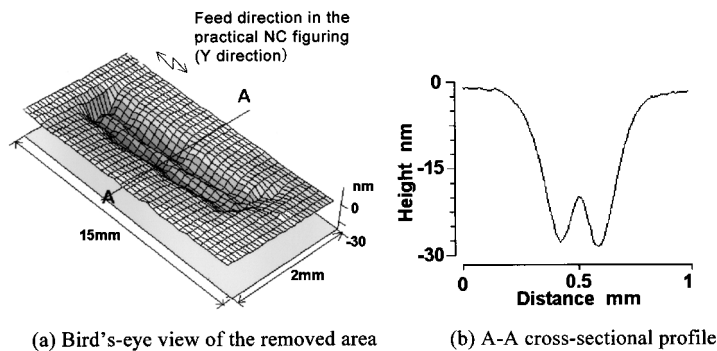 Feed direction in the
practical NC figuring
(Y direction)
A
A
nm
0
-30
15mm
2mm
(a) Bird's-eye view of the removed area
0
-15
-30
Height nm
0
0.5
1
Distance mm
(b) A-A cross-sectional profile